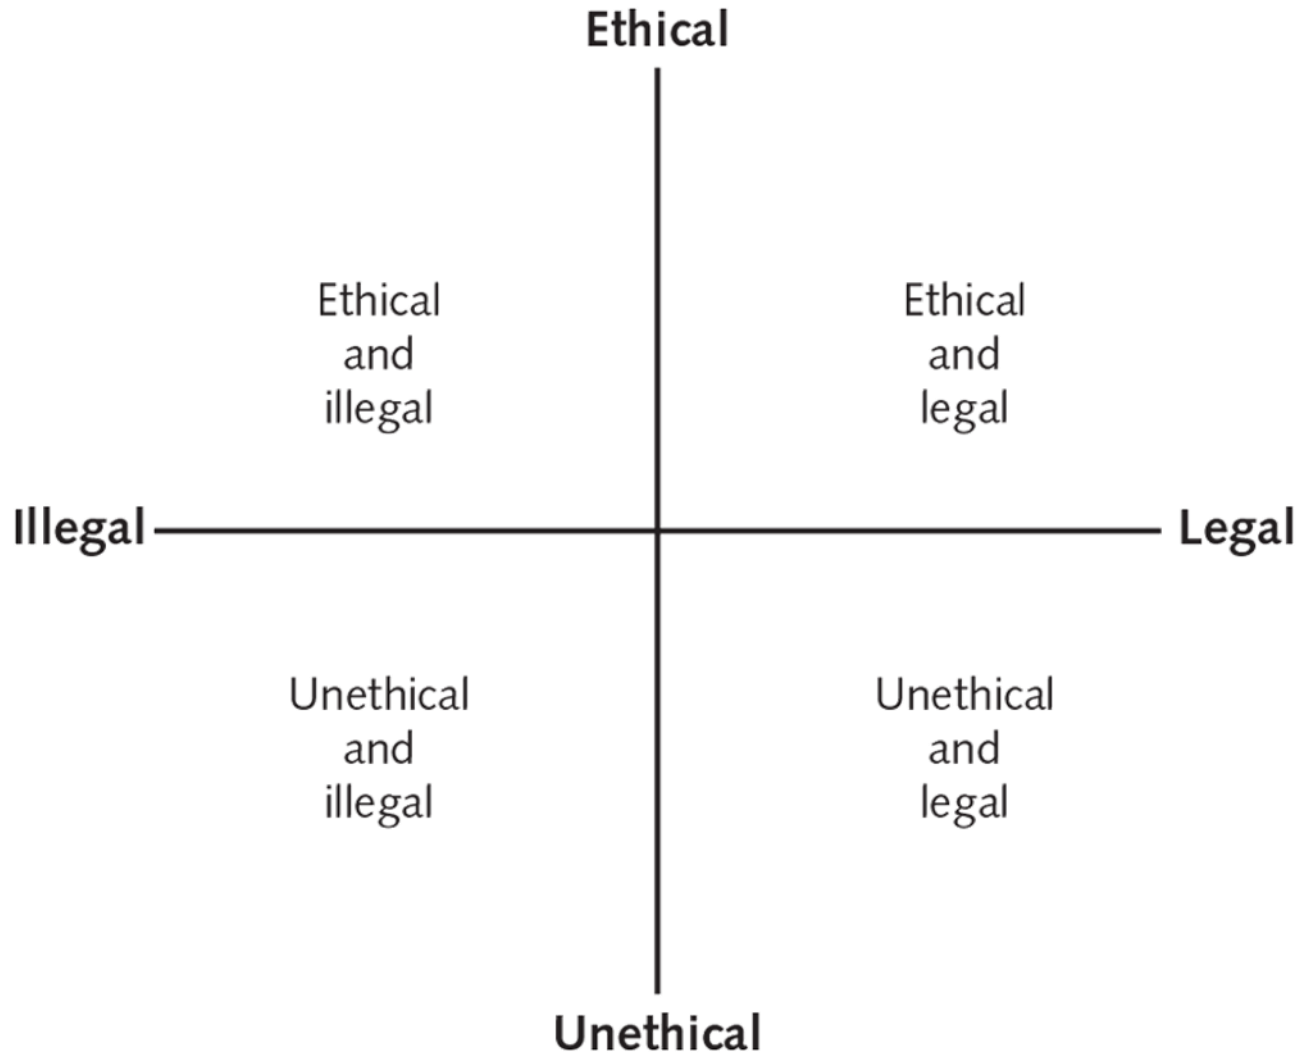 Ethical
Ethical
and
illegal
Ethical
and
legal
Illegal
Legal
Unethical
and
illegal
Unethical
and
legal
Unethical